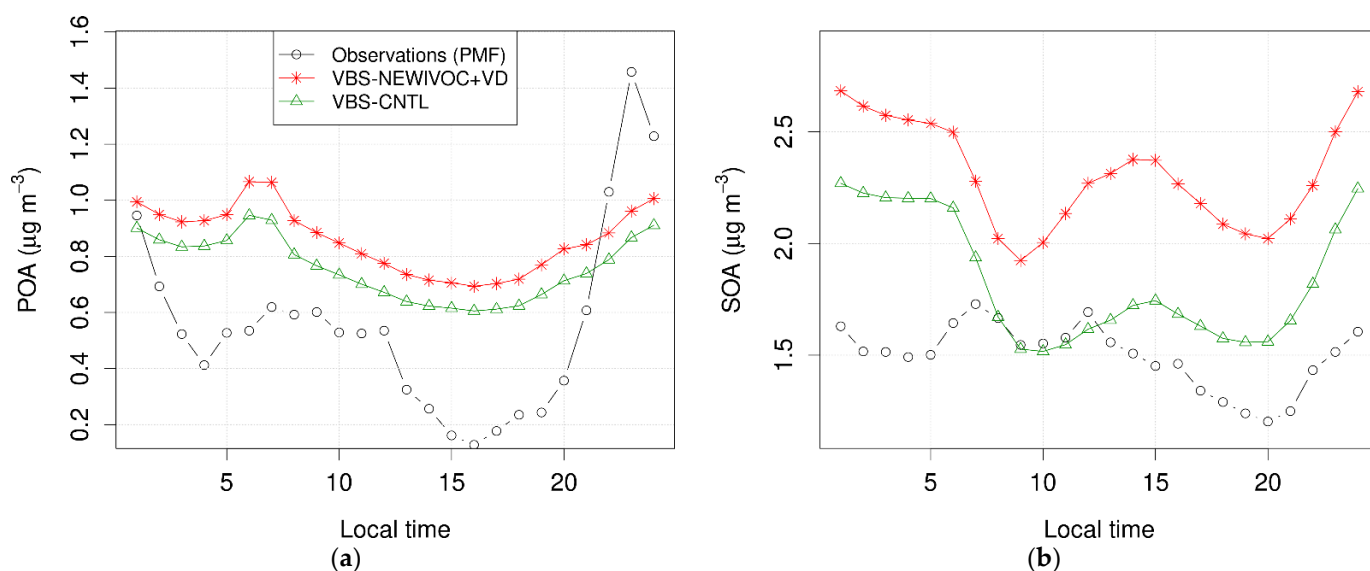 1.6
1.4
1.2
1.0
0.8
0.6
0.4
0.2
POA (μg m⁻³)
Observations (PMF)
VBS-NEWIVOC+VD
VBS-CNTL
5 10 15 20
Local time
(a)
2.5
2.0
1.5
SOA (μg m⁻³)
5 10 15 20
Local time
(b)